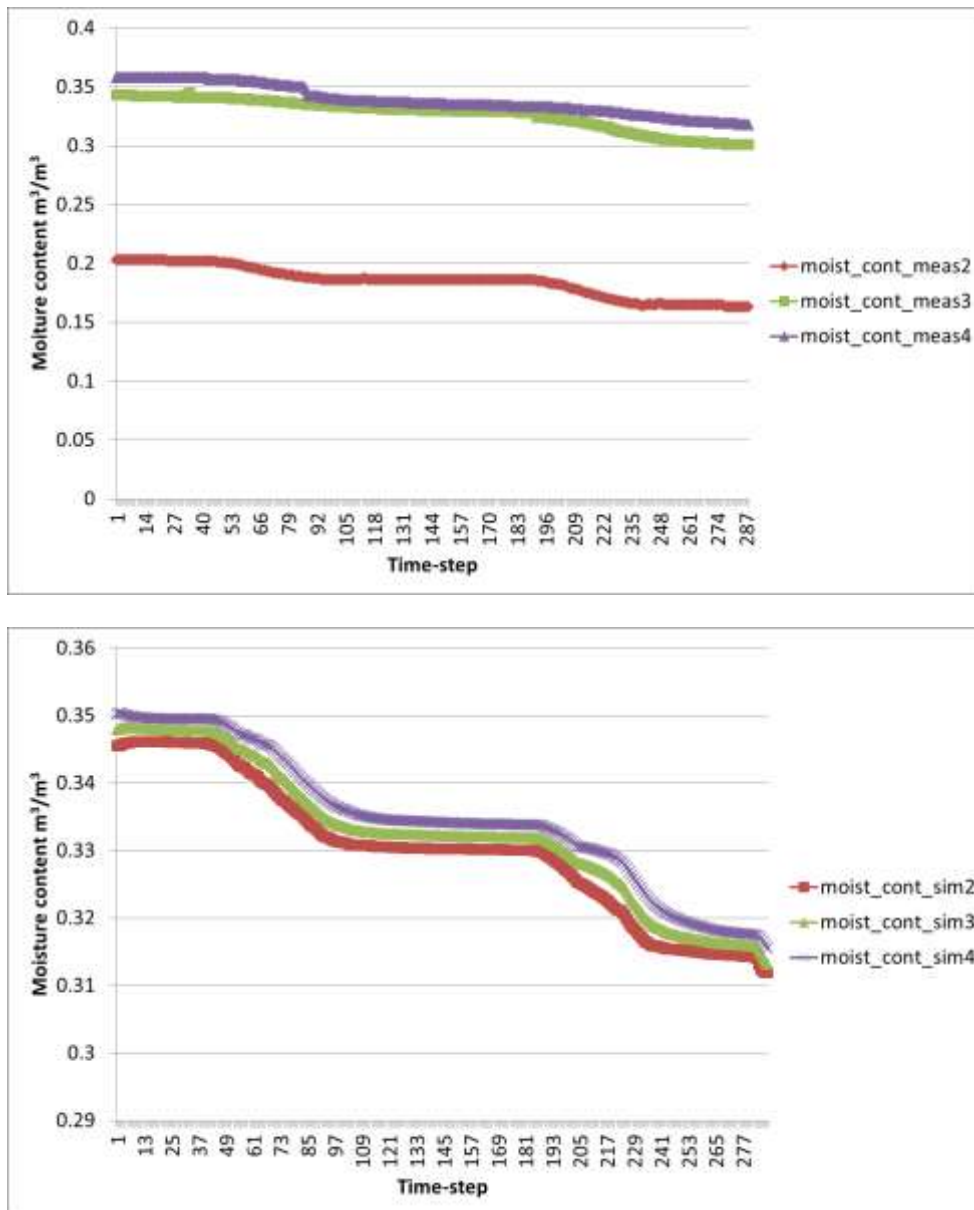 0.4
0.35
0.3
0.25
0.2
0.15
0.1
0.05
0
Moiture content m³/m³
1 14 27 40 53 66 79 92 105 118 131 144 157 170 183 196 209 222 235 248 261 274 287
Time-step
moist_cont_meas2
moist_cont_meas3
moist_cont_meas4
0.36
0.35
0.34
0.33
0.32
0.31
0.3
0.29
Moisture content m³/m³
1 13 25 37 49 61 73 85 97 109 121 133 145 157 169 181 193 205 217 229 241 253 265 277
Time-step
moist_cont_sim2
moist_cont_sim3
moist_cont_sim4